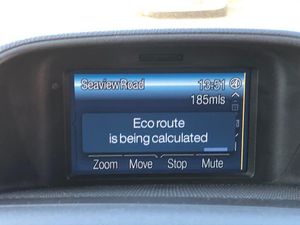 Seaview Road 13:51
185mls
Eco route
is being calculated
Zoom Move Stop Mute